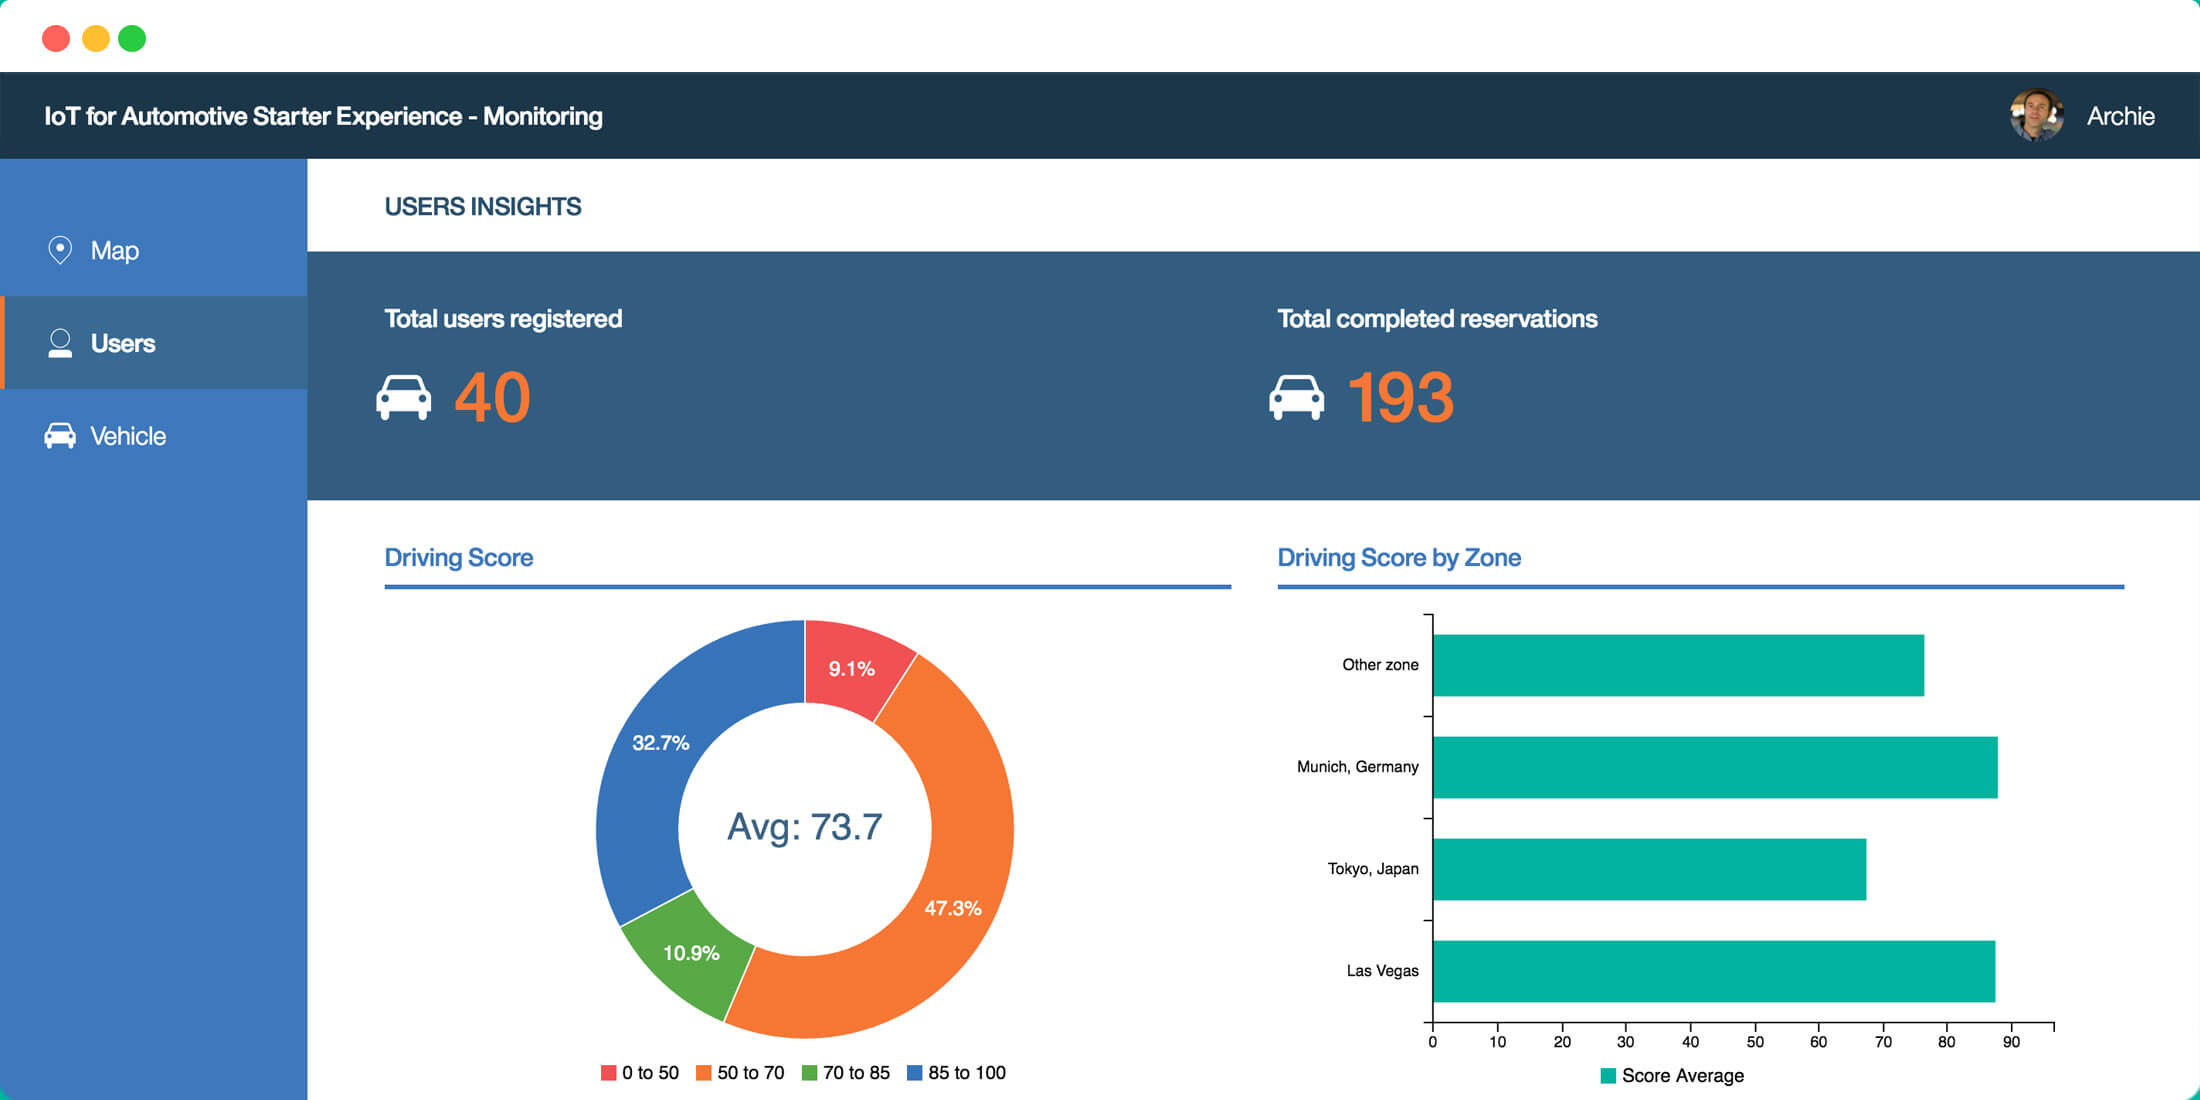 IoT for Automotive Starter Experience - Monitoring
Archie
Map
Users
Vehicle
USERS INSIGHTS
Total users registered
40
Total completed reservations
193
Driving Score
9.1%
32.7%
Avg: 73.7
47.3%
10.9%
0 to 50
50 to 70
70 to 85
85 to 100
Driving Score by Zone
Other zone
Munich, Germany
Tokyo, Japan
Las Vegas
0 10 20 30 40 50 60 70 80 90
Score Average